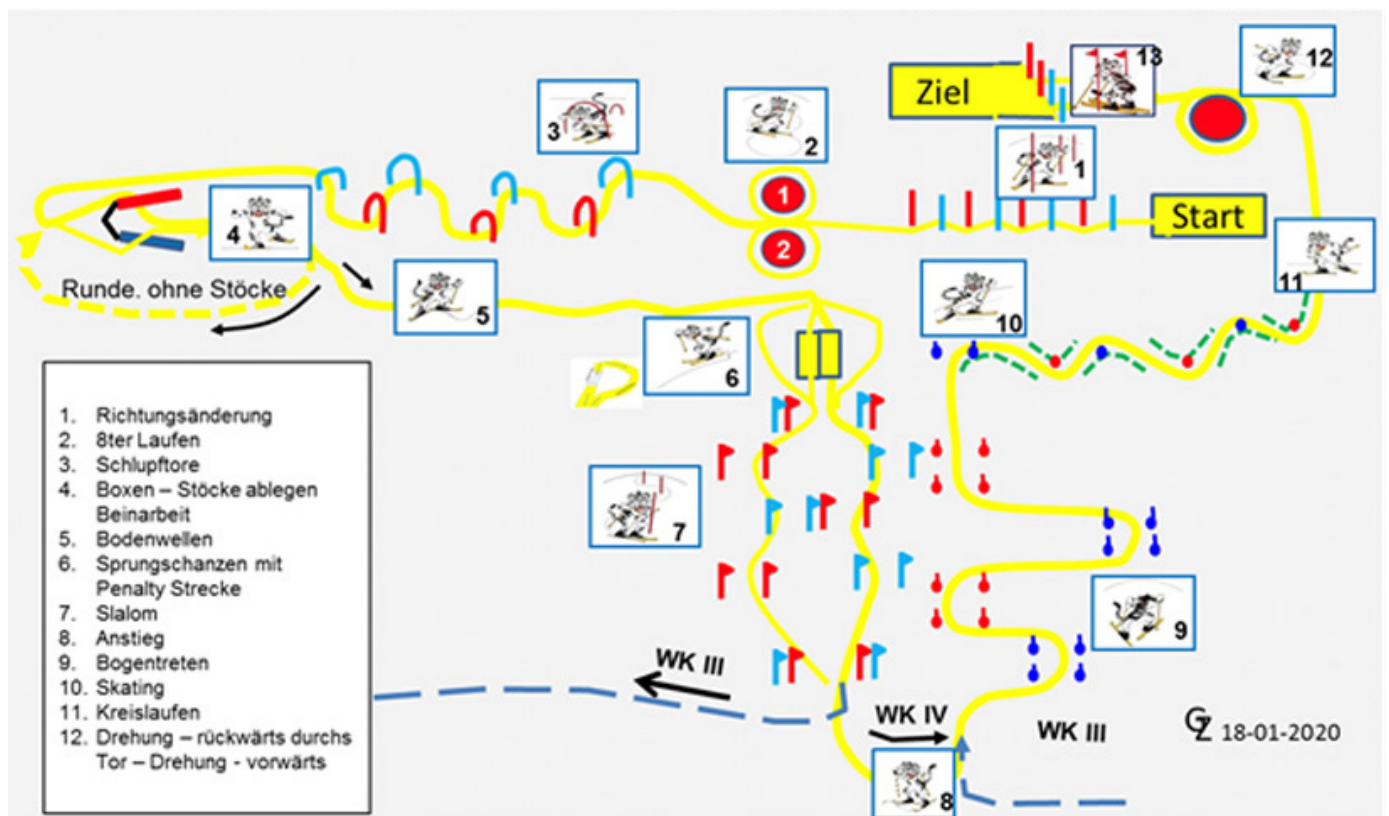 Ziel
13
12
3
2
1
1
2
Start
4
11
Runde. ohne Stöcke
5
10
6
7
9
1. Richtungsänderung
2. 8ter Laufen
3. Schlupftore
4. Boxen – Stöcke ablegen
Beinarbeit
5. Bodenwellen
6. Sprungschanzen mit
Penalty Strecke
7. Slalom
8. Anstieg
9. Bogentreten
10. Skating
11. Kreislaufen
12. Drehung – rückwärts durchs
Tor – Drehung - vorwärts
WK III
WK IV
WK III
GZ 18-01-2020
8